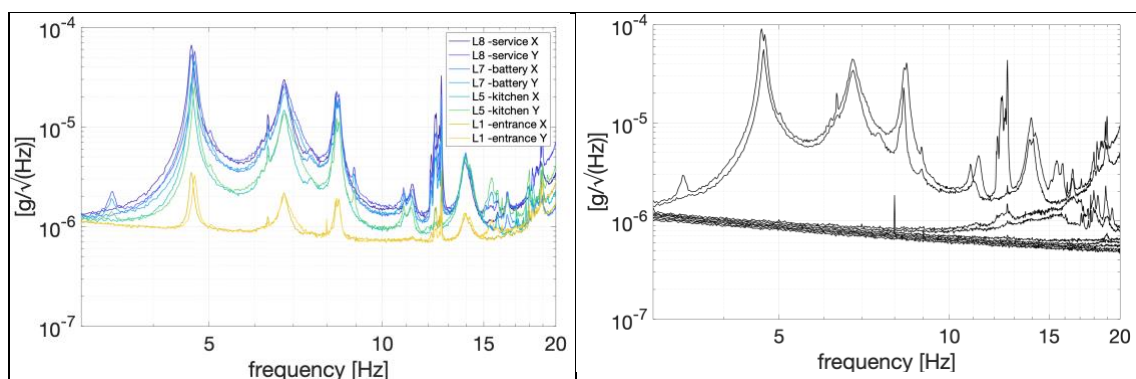 10⁻⁴
10⁻⁵
10⁻⁶
10⁻⁷
[g/√(Hz)]
L8 -service X
L8 -service Y
L7 -battery X
L7 -battery Y
L5 -kitchen X
L5 -kitchen Y
L1 -entrance X
L1 -entrance Y
5 10 15 20
frequency [Hz]
10⁻⁴
10⁻⁵
10⁻⁶
10⁻⁷
[g/√(Hz)]
5 10 15 20
frequency [Hz]